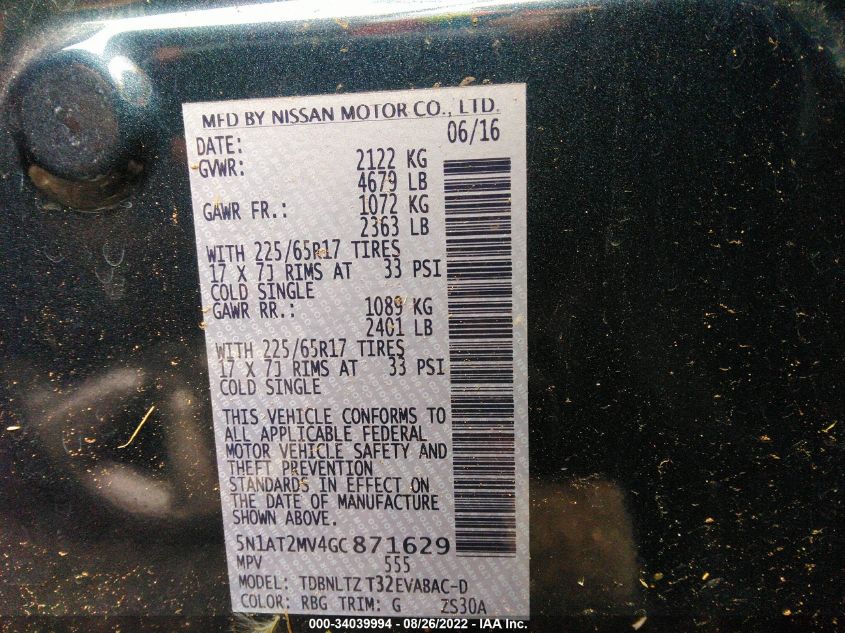 MFD BY NISSAN MOTOR CO., LTD.
DATE: 06/16
GVWR: 2122 KG
4679 LB
GAWR FR.: 1072 KG
2363 LB
WITH 225/65R17 TIRES
17 X 7J RIMS AT 33 PSI
COLD SINGLE
GAWR RR.: 1089 KG
2401 LB
WITH 225/65R17 TIRES
17 X 7J RIMS AT 33 PSI
COLD SINGLE
THIS VEHICLE CONFORMS TO
ALL APPLICABLE FEDERAL
MOTOR VEHICLE SAFETY AND
THEFT PREVENTION
STANDARDS IN EFFECT ON
THE DATE OF MANUFACTURE
SHOWN ABOVE.
5N1AT2MV4GC871629
MPV 555
MODEL: TDBNLTZ T32EVABAC-D
COLOR: RBG TRIM: G ZS30A
000-34039994 - 08/26/2022 - IAA Inc.